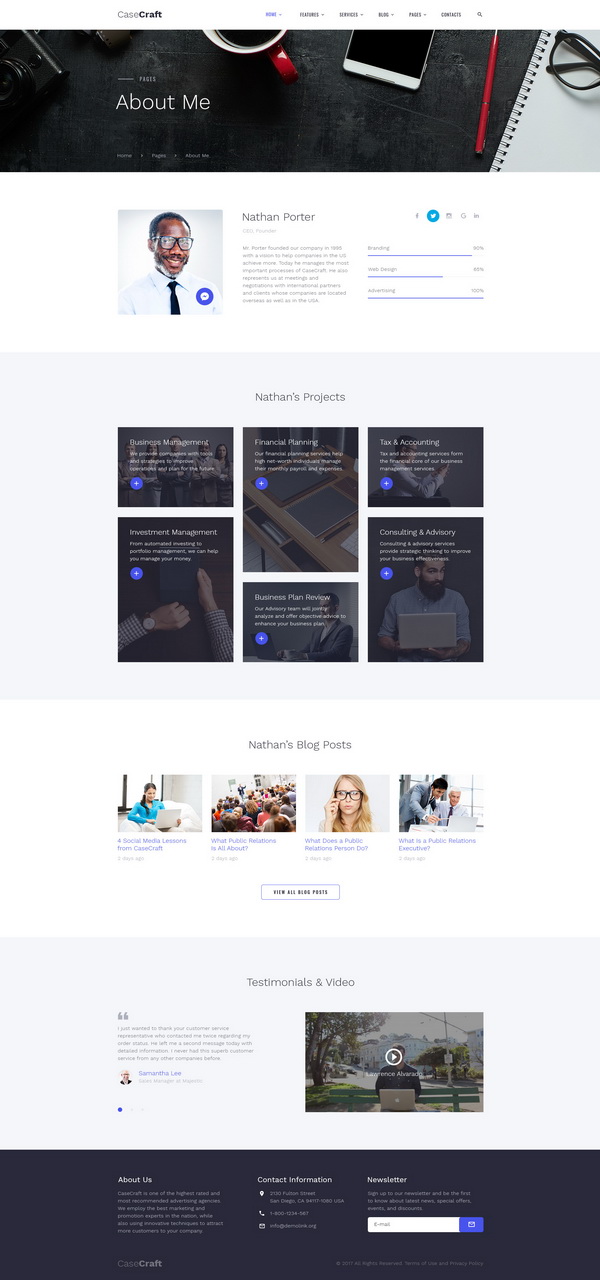 CaseCraft
HOME
FEATURES
SERVICES
BLOG
PAGES
CONTACTS
PAGES
About Me
Home
Pages
About Me
Nathan Porter
CEO, Founder
Mr. Porter founded our company in 1995
with a vision to help companies in the US
achieve more. Today he manages the most
important processes of CaseCraft. He also
represents us at meetings and
negotiations with international partners
and clients whose companies are located
overseas as well as in the USA.
Branding 90%
Web Design 65%
Advertising 100%
Nathan's Projects
Business Management
We provide companies with tools
and strategies to improve
operations and plan for the future.
Financial Planning
Our financial planning services help
high net-worth individuals manage
their monthly payroll and expenses.
Tax & Accounting
Tax and accounting services form
the financial core of our business
management services.
Investment Management
From automated investing to
portfolio management, we can help
you manage your money.
Business Plan Review
Our Advisory team will jointly
analyze and offer objective advice to
enhance your business plan.
Consulting & Advisory
Consulting & advisory services
provide strategic thinking to improve
your business effectiveness.
Nathan's Blog Posts
4 Social Media Lessons
from CaseCraft
2 days ago
What Public Relations
Is All About?
2 days ago
What Does a Public
Relations Person Do?
2 days ago
What Is a Public Relations
Executive?
2 days ago
VIEW ALL BLOG POSTS
Testimonials & Video
I just wanted to thank your customer service
representative who contacted me twice regarding my
order status. He left me a second message today with
detailed information. I never had this superb customer
service from any other companies before.
Samantha Lee
Sales Manager at Majestic
Lawrence Alvarado
About Us
CaseCraft is one of the highest rated and
most recommended advertising agencies.
We employ the best marketing and
promotion experts in the nation, while
also using innovative techniques to attract
more customers to your company.
Contact Information
2130 Fulton Street
San Diego, CA 94117-1080 USA
1-800-1234-567
info@demolink.org
Newsletter
Sign up to our newsletter and be the first
to know about latest news, special offers,
events, and discounts.
E-mail
CaseCraft
© 2017 All Rights Reserved. Terms of Use and Privacy Policy